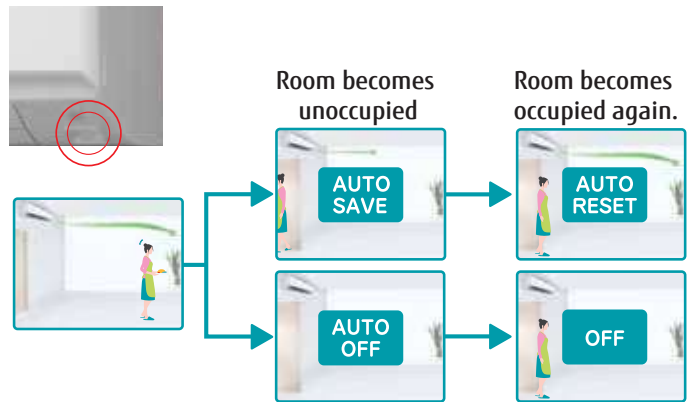 Room becomes
unoccupied
Room becomes
occupied again.
AUTO
SAVE
AUTO
RESET
AUTO
OFF
OFF